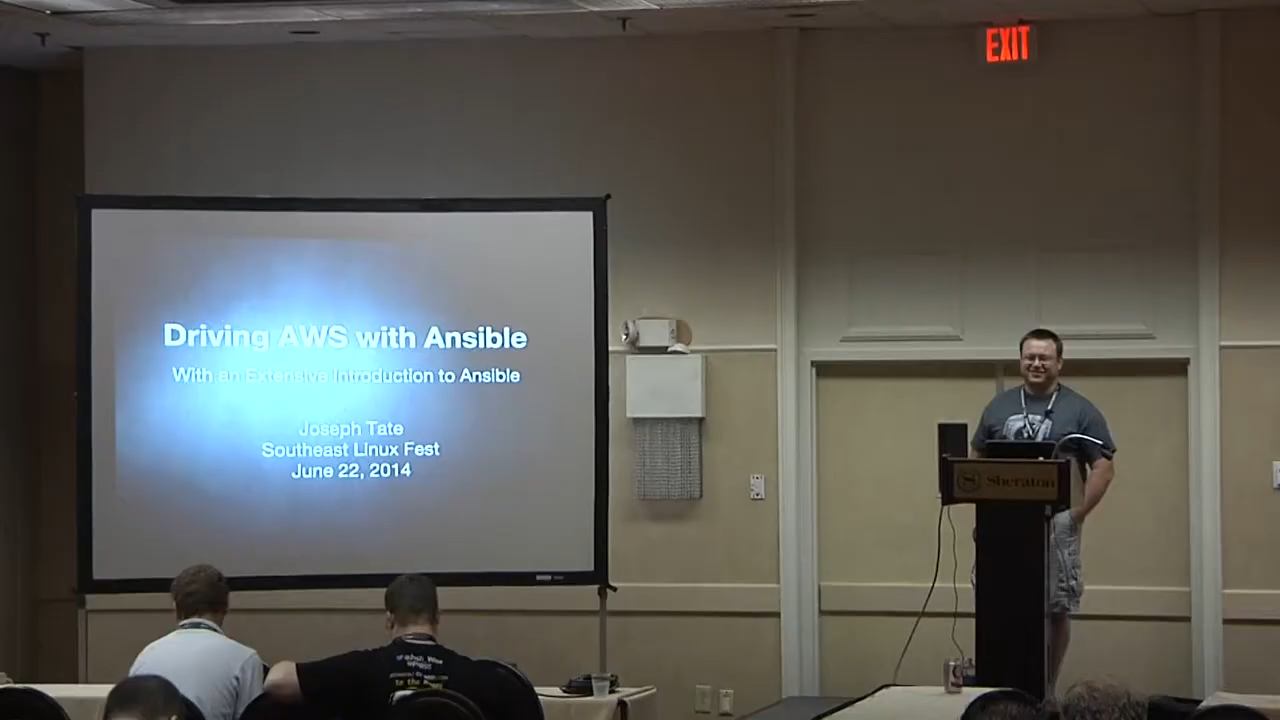 EXIT
Driving AWS with Ansible
With an Extensive Introduction to Ansible
Joseph Tate
Southeast Linux Fest
June 22, 2014
Sheraton